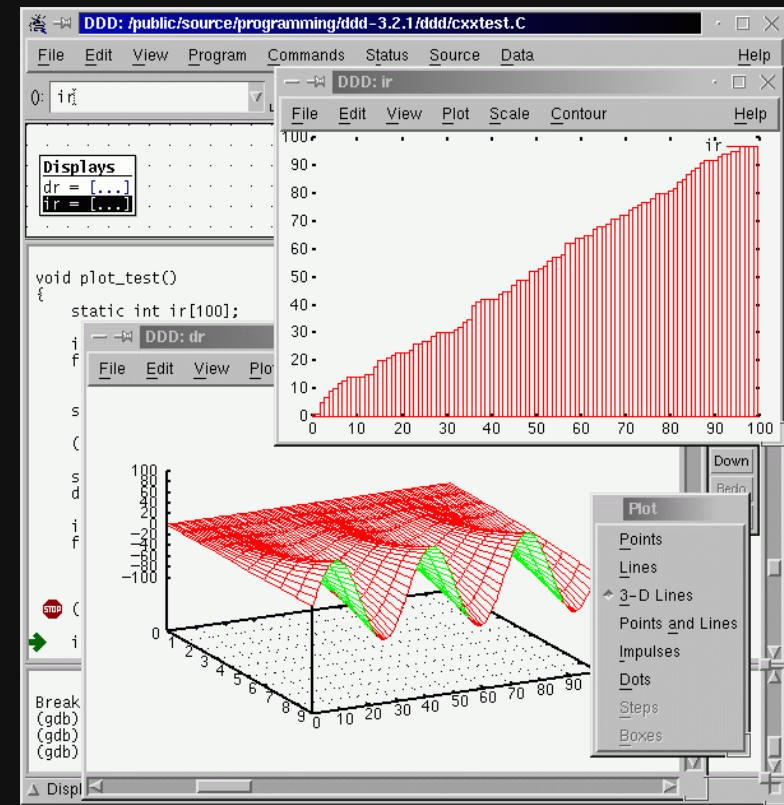 DDD: /public/source/programming/ddd-3.2.1/ddd/cxxtest.C
File Edit View Program Commands Status Source Data Help
(): ir
Displays
dr = [...]
ir = [...]
DDD: ir
File Edit View Plot Scale Contour Help
ir
100
90
80
70
60
50
40
30
20
10
0
0 10 20 30 40 50 60 70 80 90 100
void plot_test()
{
static int ir[100];
i
f
s
(
s
d
i
f
STOP (
i
DDD: dr
File Edit View Plo
100
80
60
40
20
0
-20
-40
-60
-80
-100
0
1 2 3 4 5 6 7 8 9
0 10 20 30 40 50 60 70 80 90
Down
Redo
Plot
Points
Lines
3-D Lines
Points and Lines
Impulses
Dots
Steps
Boxes
Break
(gdb)
(gdb)
(gdb)
Displ